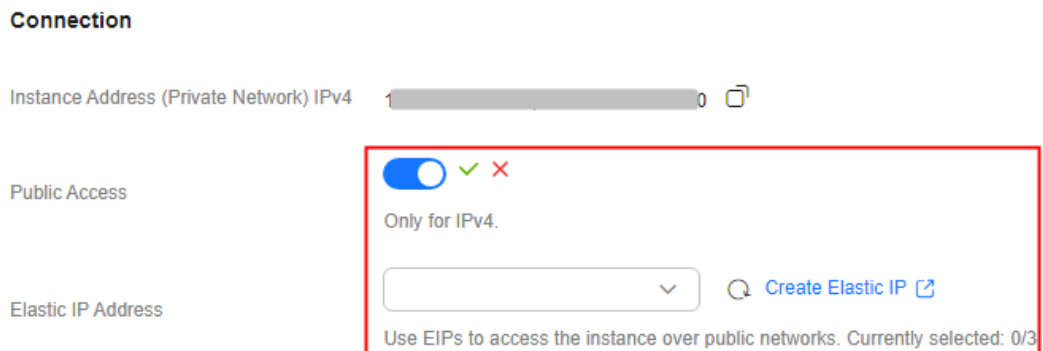 Connection
Instance Address (Private Network) IPv4
Public Access
Only for IPv4.
Create Elastic IP
Elastic IP Address
Use EIPs to access the instance over public networks. Currently selected: 0/3